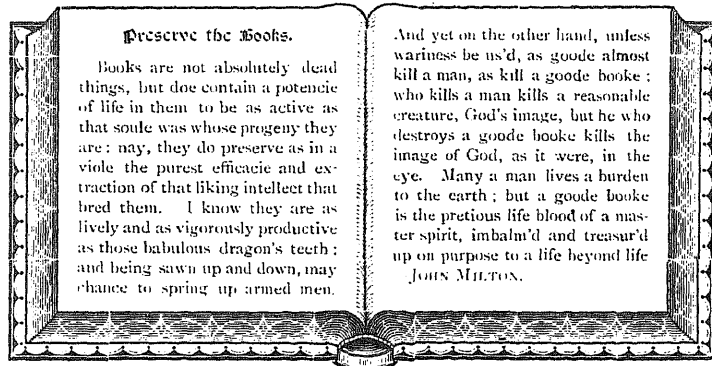 Preserve the Books.
Books are not absolutely dead
things, but doe contain a potencie
of life in them to be as active as
that soule was whose progeny they
are; nay, they do preserve as in a
viole the purest efficacie and ex-
traction of that liking intellect that
bred them. I know they are as
lively and as vigorously productive
as those babulous dragon's teeth;
and being sawn up and down, may
chance to spring up armed men.
And yet on the other hand, unless
wariness be us'd, as goode almost
kill a man, as kill a goode booke;
who kills a man kills a reasonable
creature, God's image, but he who
destroys a goode booke kills the
image of God, as it were, in the
eye. Many a man lives a burden
to the earth; but a goode booke
is the pretious life blood of a mas-
ter spirit, imbalm'd and treasur'd
up on purpose to a life beyond life
JOHN MILTON.